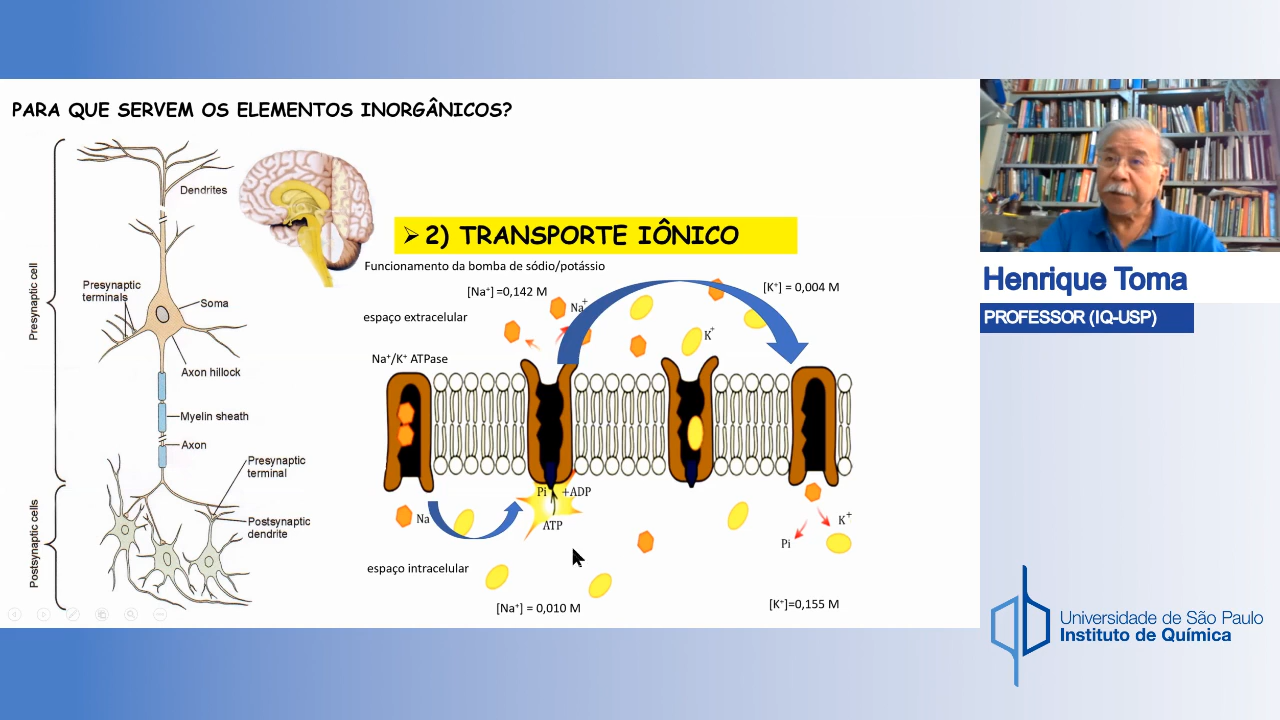 PARA QUE SERVEM OS ELEMENTOS INORGÂNICOS?
Presynaptic cell
Postsynaptic cells
Dendrites
Presynaptic
terminals
Soma
Axon hillock
Myelin sheath
Axon
Presynaptic
terminal
Postsynaptic
dendrite
➢ 2) TRANSPORTE IÔNICO
Funcionamento da bomba de sódio/potássio
[Na⁺] =0,142 M
[K⁺] = 0,004 M
Na⁺
espaço extracelular
K⁺
Na⁺/K⁺ ATPase
Pi
+ADP
ATP
Na
K⁺
Pi
espaço intracelular
[Na⁺] = 0,010 M
[K⁺]=0,155 M
Henrique Toma
PROFESSOR (IQ-USP)
Universidade de São Paulo
Instituto de Química